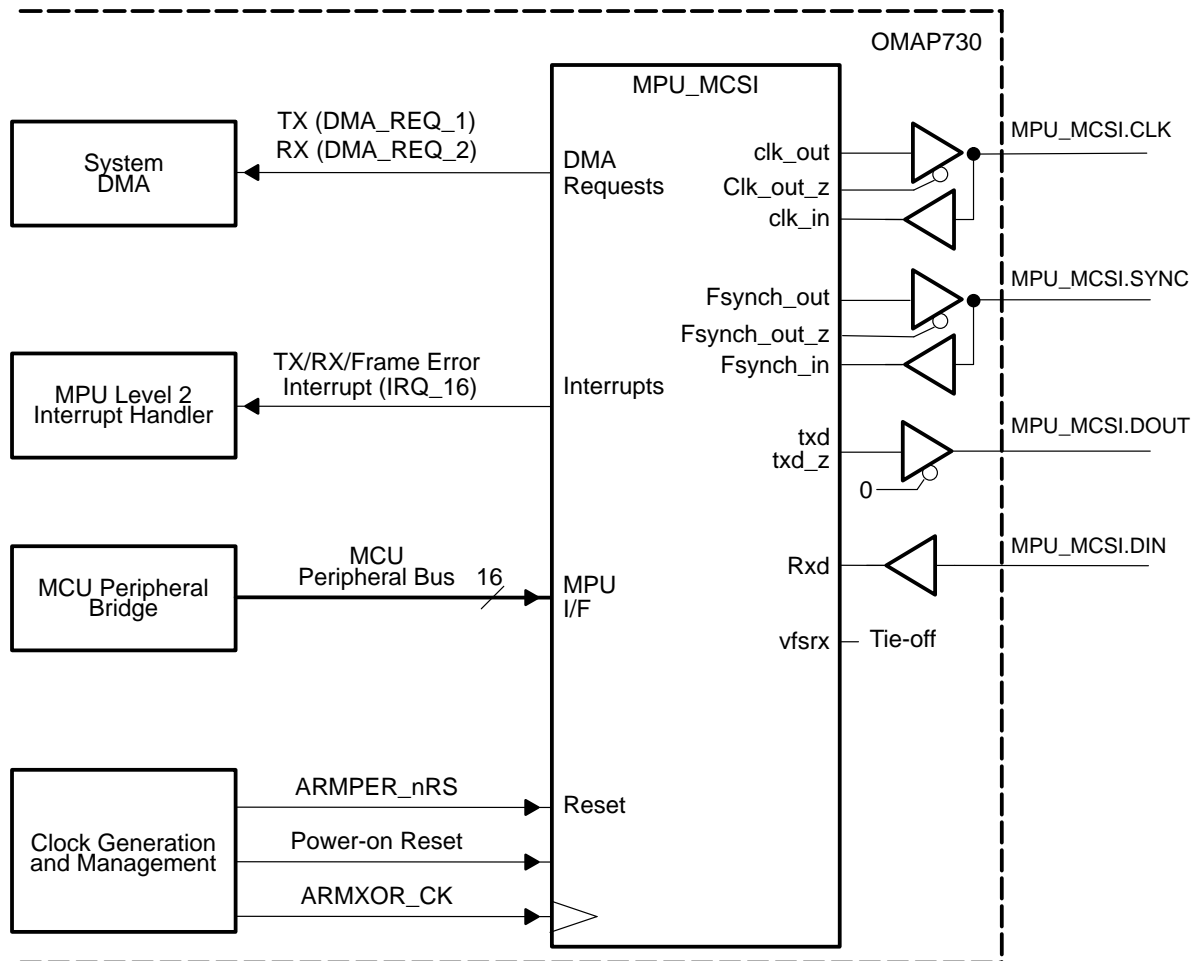 OMAP730
MPU_MCSI
System
DMA
TX (DMA_REQ_1)
RX (DMA_REQ_2)
DMA
Requests
clk_out
Clk_out_z
clk_in
MPU_MCSI.CLK
Fsynch_out
Fsynch_out_z
Fsynch_in
MPU_MCSI.SYNC
MPU Level 2
Interrupt Handler
TX/RX/Frame Error
Interrupt (IRQ_16)
Interrupts
txd
txd_z
0
MPU_MCSI.DOUT
MCU Peripheral
Bridge
MCU
Peripheral Bus
16
MPU
I/F
Rxd
MPU_MCSI.DIN
vfsrx
Tie-off
Clock Generation
and Management
ARMPER_nRS
Reset
Power-on Reset
ARMXOR_CK